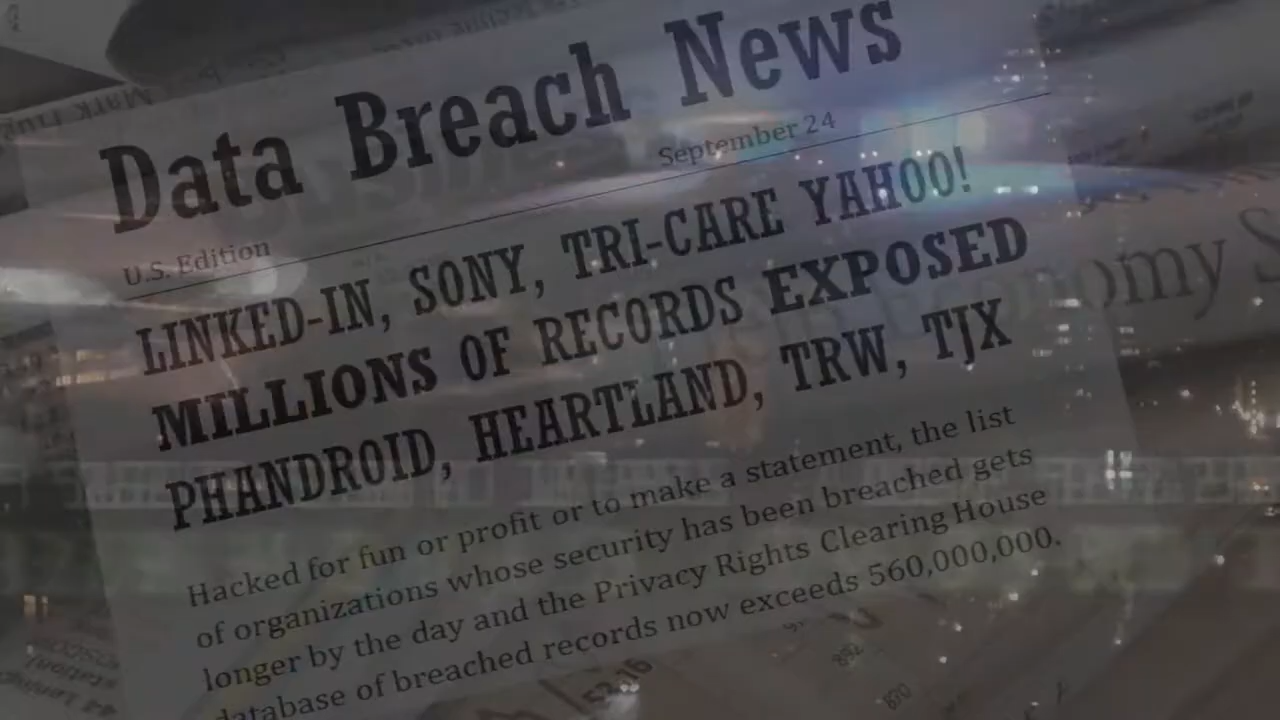 Data Breach News
September 24
U.S. Edition
LINKED-IN, SONY, TRI-CARE YAHOO!
MILLIONS OF RECORDS EXPOSED
PHANDROID, HEARTLAND, TRW, TJX
Hacked for fun or profit or to make a statement, the list
of organizations whose security has been breached gets
longer by the day and the Privacy Rights Clearing House
database of breached records now exceeds 560,000,000.
Economy S